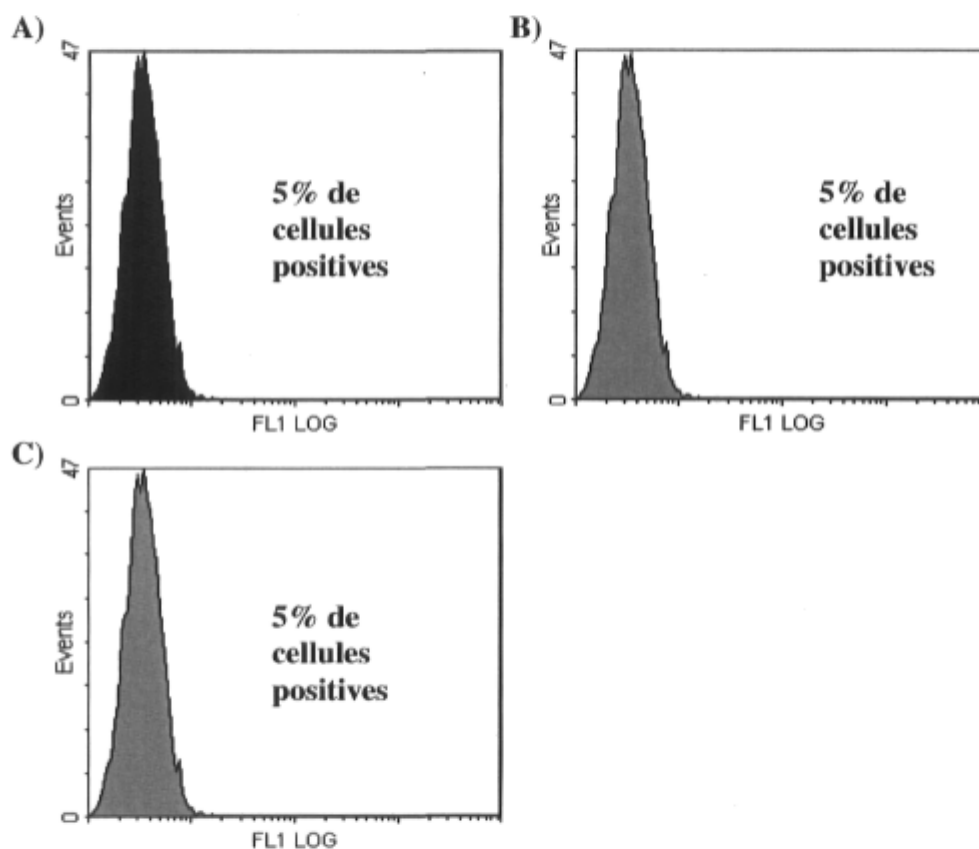 A)
47
Events
0
5% de
cellules
positives
FL1 LOG
B)
47
Events
0
5% de
cellules
positives
FL1 LOG
C)
47
Events
0
5% de
cellules
positives
FL1 LOG